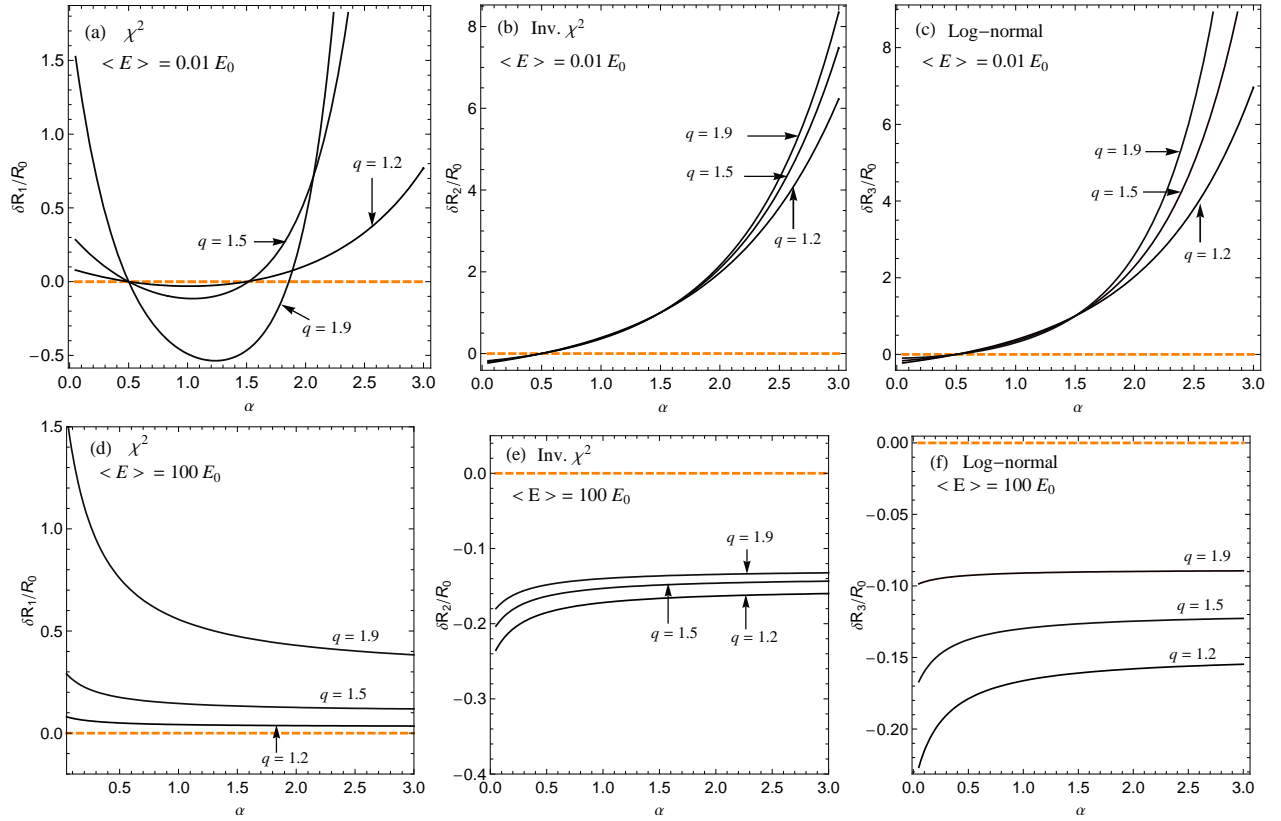 (a) χ²
< E > = 0.01 E₀
q = 1.2
q = 1.5
q = 1.9
δR₁/R₀
1.5
1.0
0.5
0.0
−0.5
0.0 0.5 1.0 1.5 2.0 2.5 3.0
α
(b) Inv. χ²
< E > = 0.01 E₀
q = 1.9
q = 1.5
q = 1.2
δR₂/R₀
8
6
4
2
0
0.0 0.5 1.0 1.5 2.0 2.5 3.0
α
(c) Log−normal
< E > = 0.01 E₀
q = 1.9
q = 1.5
q = 1.2
δR₃/R₀
8
6
4
2
0
0.0 0.5 1.0 1.5 2.0 2.5 3.0
α
(d) χ²
< E > = 100 E₀
q = 1.9
q = 1.5
q = 1.2
δR₁/R₀
1.5
1.0
0.5
0.0
0.5 1.0 1.5 2.0 2.5 3.0
α
(e) Inv. χ²
< E > = 100 E₀
q = 1.9
q = 1.5
q = 1.2
δR₂/R₀
0.0
−0.1
−0.2
−0.3
−0.4
0.0 0.5 1.0 1.5 2.0 2.5 3.0
α
(f) Log−normal
< E > = 100 E₀
q = 1.9
q = 1.5
q = 1.2
δR₃/R₀
0.00
−0.05
−0.10
−0.15
−0.20
0.0 0.5 1.0 1.5 2.0 2.5 3.0
α